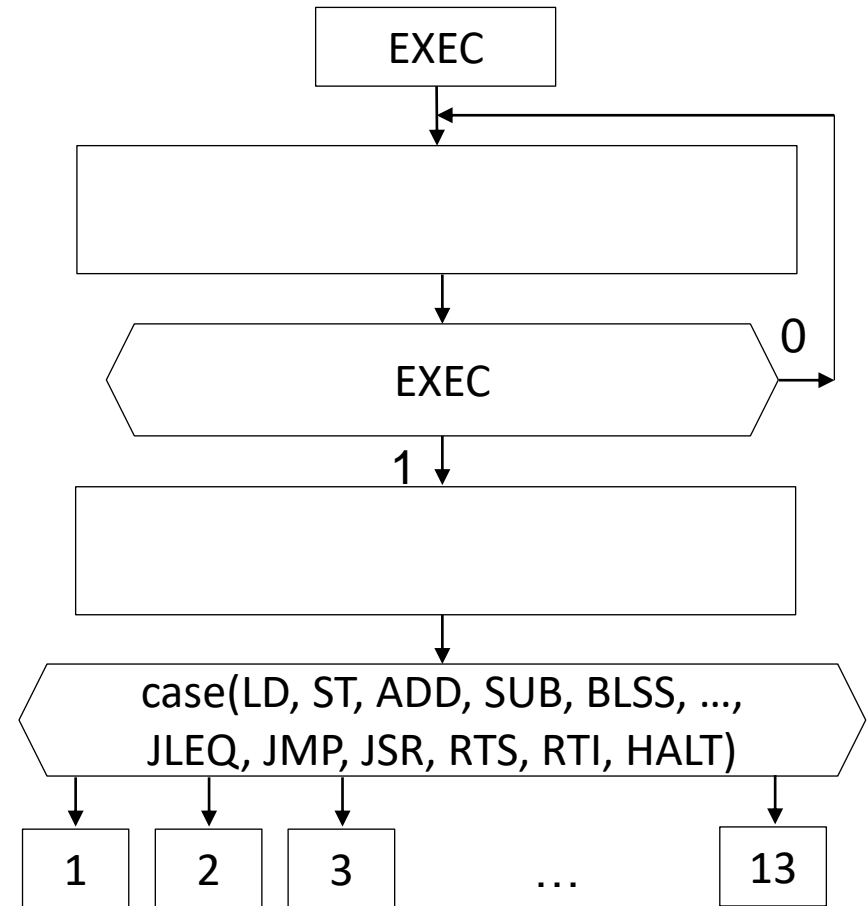 EXEC
EXEC
0
1
case(LD, ST, ADD, SUB, BLSS, …,
JLEQ, JMP, JSR, RTS, RTI, HALT)
1 2 3 … 13